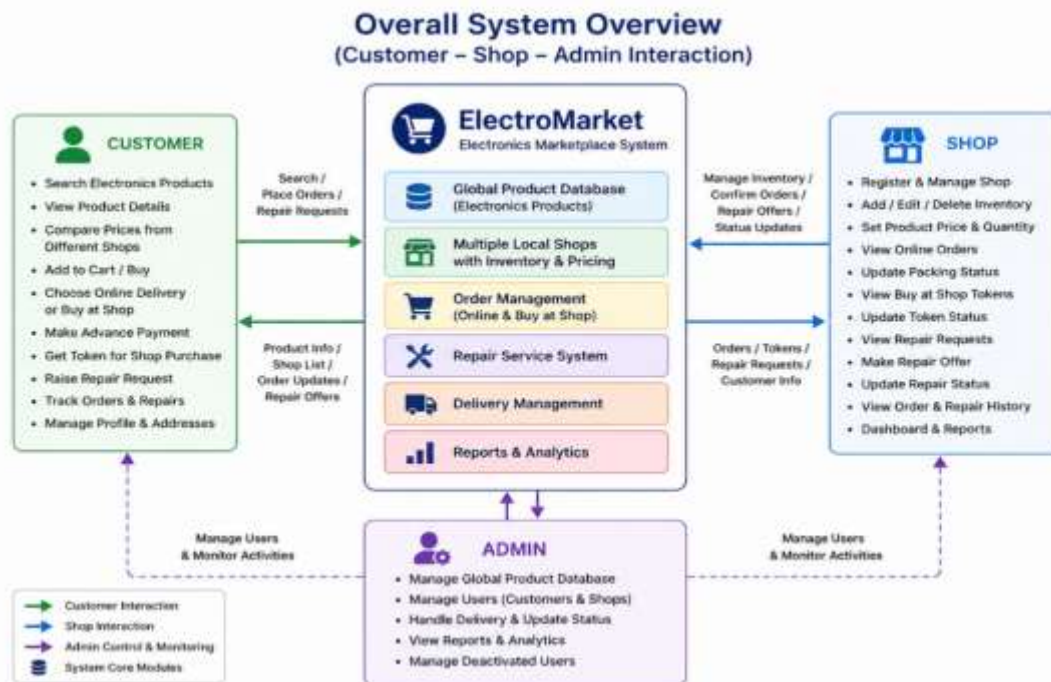 Overall System Overview
(Customer – Shop – Admin Interaction)
CUSTOMER
• Search Electronics Products
• View Product Details
• Compare Prices from
Different Shops
• Add to Cart / Buy
• Choose Online Delivery
or Buy at Shop
• Make Advance Payment
• Get Token for Shop Purchase
• Raise Repair Request
• Track Orders & Repairs
• Manage Profile & Addresses
Search /
Place Orders /
Repair Requests
Product Info /
Shop List /
Order Updates /
Repair Offers
ElectroMarket
Electronics Marketplace System
Global Product Database
(Electronics Products)
Multiple Local Shops
with Inventory & Pricing
Order Management
(Online & Buy at Shop)
Repair Service System
Delivery Management
Reports & Analytics
Manage Inventory /
Confirm Orders /
Repair Offers /
Status Updates
Orders / Tokens /
Repair Requests /
Customer Info
SHOP
• Register & Manage Shop
• Add / Edit / Delete Inventory
• Set Product Price & Quantity
• View Online Orders
• Update Packing Status
• View Buy at Shop Tokens
• Update Token Status
• View Repair Requests
• Make Repair Offer
• Update Repair Status
• View Order & Repair History
• Dashboard & Reports
Manage Users
& Monitor Activities
ADMIN
• Manage Global Product Database
• Manage Users (Customers & Shops)
• Handle Delivery & Update Status
• View Reports & Analytics
• Manage Deactivated Users
Manage Users
& Monitor Activities
Customer Interaction
Shop Interaction
Admin Control & Monitoring
System Core Modules